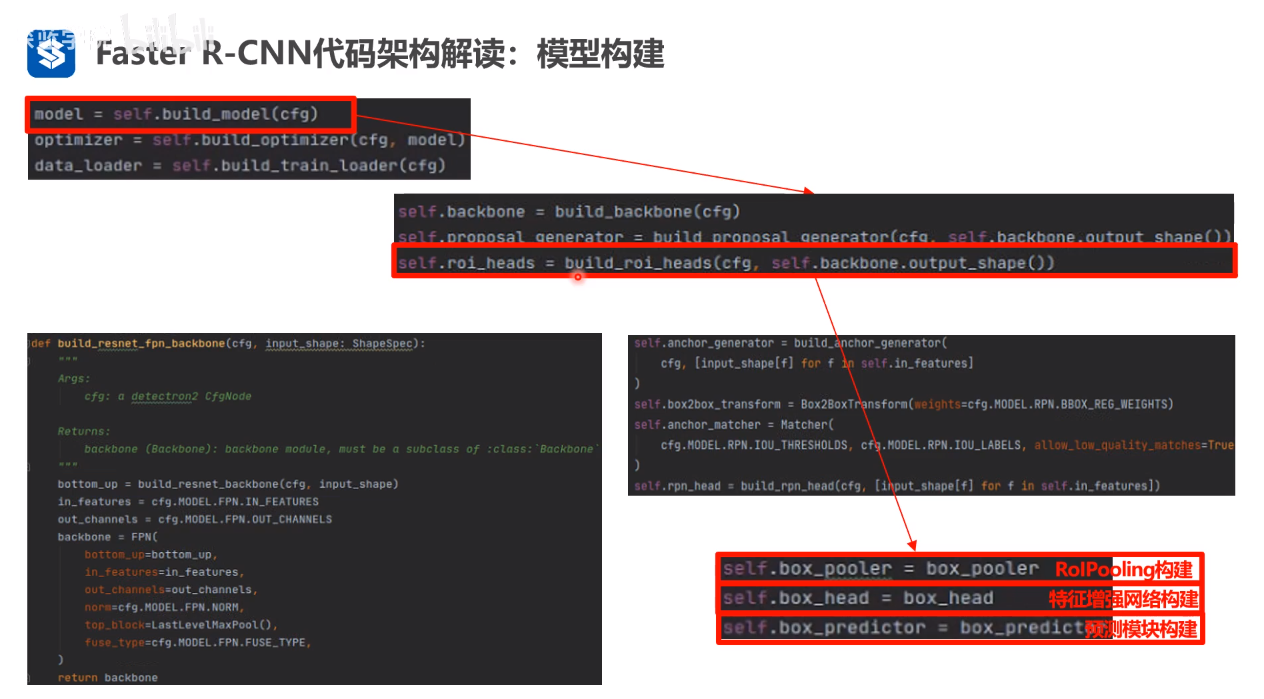 Faster R-CNN代码架构解读：模型构建
model = self.build_model(cfg)
optimizer = self.build_optimizer(cfg, model)
data_loader = self.build_train_loader(cfg)
self.backbone = build_backbone(cfg)
self.proposal_generator = build_proposal_generator(cfg, self.backbone.output_shape())
self.roi_heads = build_roi_heads(cfg, self.backbone.output_shape())
def build_resnet_fpn_backbone(cfg, input_shape: ShapeSpec):
"""
Args:
cfg: a detectron2 CfgNode
Returns:
backbone (Backbone): backbone module, must be a subclass of :class:`Backbone`
"""
bottom_up = build_resnet_backbone(cfg, input_shape)
in_features = cfg.MODEL.FPN.IN_FEATURES
out_channels = cfg.MODEL.FPN.OUT_CHANNELS
backbone = FPN(
bottom_up=bottom_up,
in_features=in_features,
out_channels=out_channels,
norm=cfg.MODEL.FPN.NORM,
top_block=LastLevelMaxPool(),
fuse_type=cfg.MODEL.FPN.FUSE_TYPE,
)
return backbone
self.anchor_generator = build_anchor_generator(
cfg, [input_shape[f] for f in self.in_features]
)
self.box2box_transform = Box2BoxTransform(weights=cfg.MODEL.RPN.BBOX_REG_WEIGHTS)
self.anchor_matcher = Matcher(
cfg.MODEL.RPN.IOU_THRESHOLDS, cfg.MODEL.RPN.IOU_LABELS, allow_low_quality_matches=True
)
self.rpn_head = build_rpn_head(cfg, [input_shape[f] for f in self.in_features])
self.box_pooler = box_pooler RoIPooling构建
self.box_head = box_head 特征增强网络构建
self.box_predictor = box_predict 预测模块构建